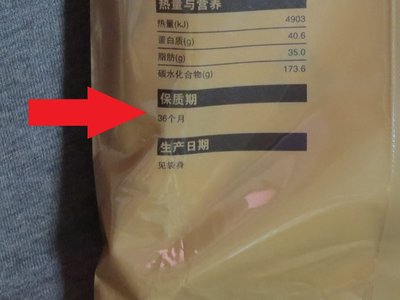 热量与营养
热量(kJ) 4903
蛋白质(g) 40.6
脂肪(g) 35.0
碳水化合物(g) 173.6
保质期
36个月
生产日期
见袋身